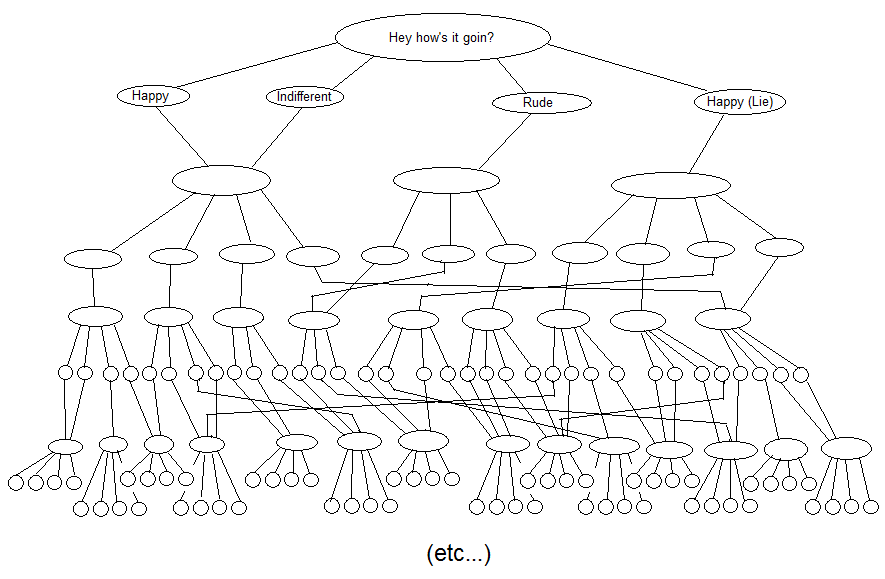 Hey how's it goin?
Happy
Indifferent
Rude
Happy (Lie)
(etc...)